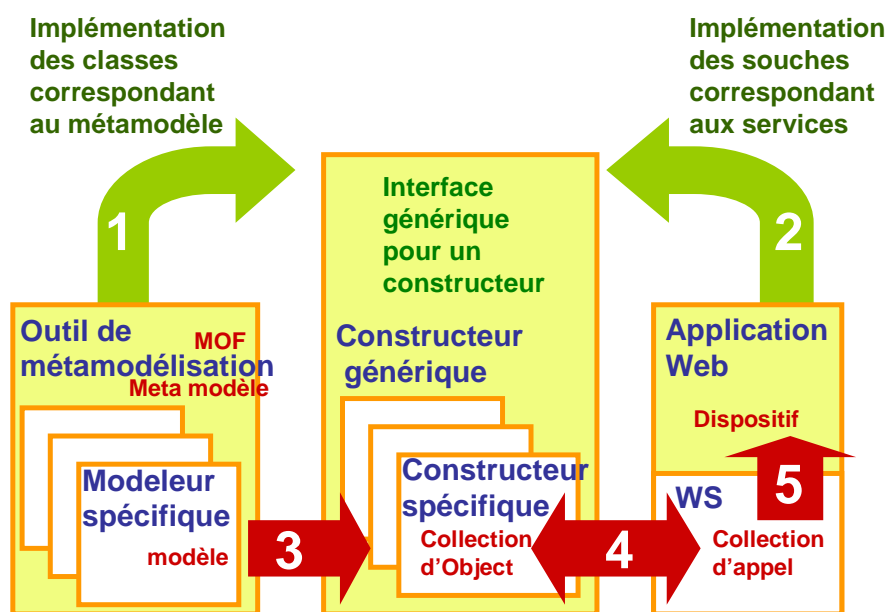 Implémentation
des classes
correspondant
au métamodèle
Implémentation
des souches
correspondant
aux services
1
Interface
générique
pour un
constructeur
2
Outil de
MOF
métamodélisation
Meta modèle
Modeleur
spécifique
modèle
3
Constructeur
générique
Constructeur
spécifique
Collection
d'Object
4
Application
Web
Dispositif
5
WS
Collection
d'appel